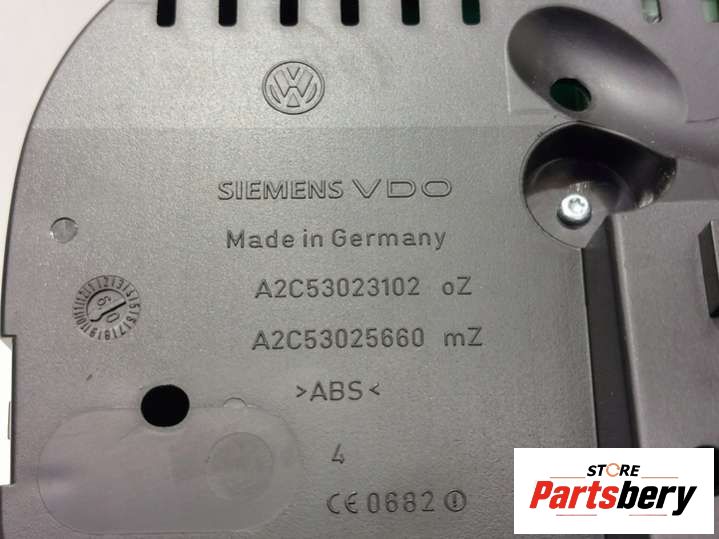 SIEMENS VDO
Made in Germany
A2C53023102 oZ
A2C53025660 mZ
>ABS<
4
CE 0682
STORE
Partsbery